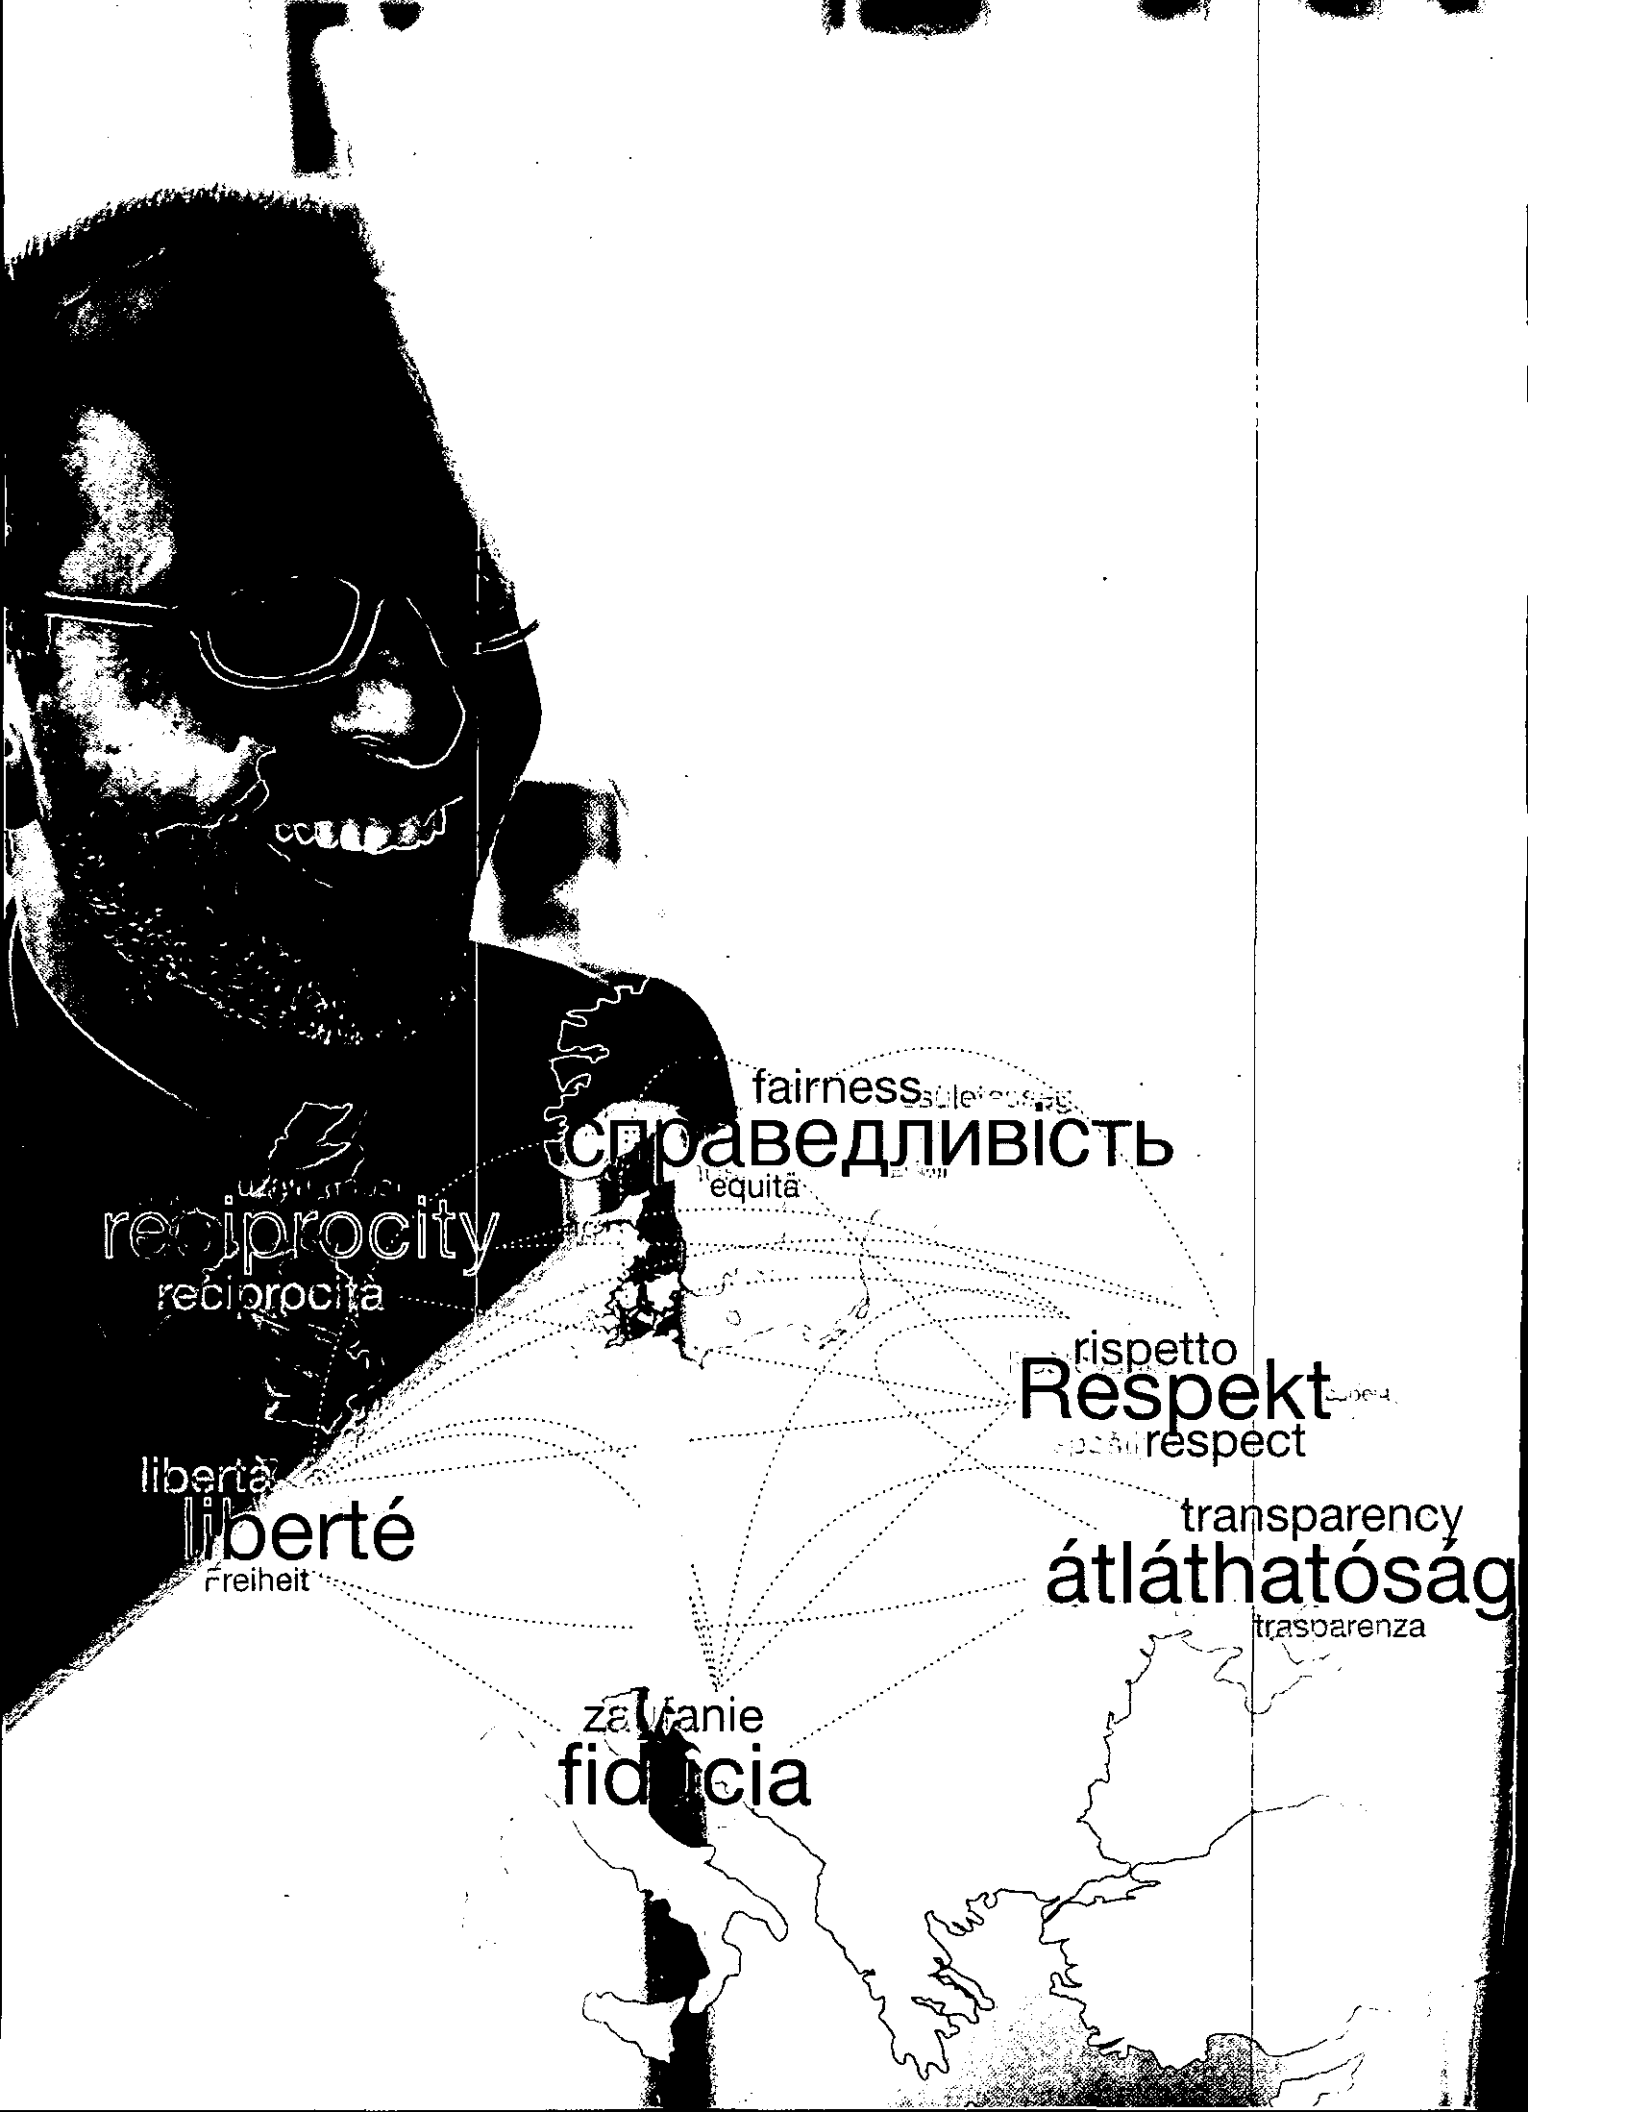 fairness
справедливість
equità
reciprocity
reciprocità
rispetto
Respekt
respect
libertà
liberté
Freiheit
transparency
átláthatóság
trasparenza
zaufanie
fiducia